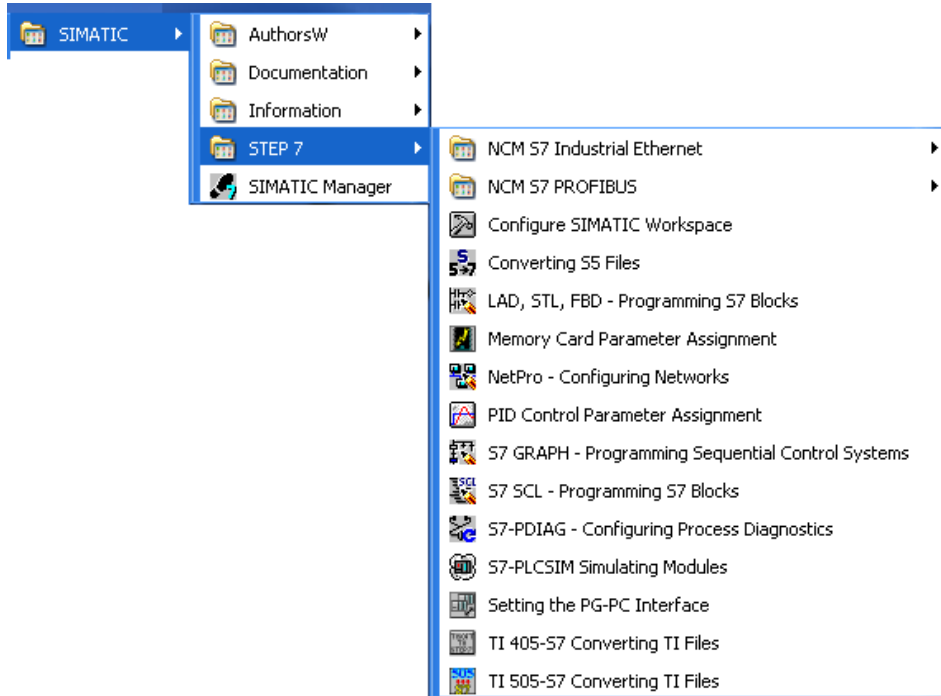 SIMATIC
AuthorsW
Documentation
Information
STEP 7
SIMATIC Manager
NCM S7 Industrial Ethernet
NCM S7 PROFIBUS
Configure SIMATIC Workspace
Converting S5 Files
LAD, STL, FBD - Programming S7 Blocks
Memory Card Parameter Assignment
NetPro - Configuring Networks
PID Control Parameter Assignment
S7 GRAPH - Programming Sequential Control Systems
S7 SCL - Programming S7 Blocks
S7-PDIAG - Configuring Process Diagnostics
S7-PLCSIM Simulating Modules
Setting the PG-PC Interface
TI 405-S7 Converting TI Files
TI 505-S7 Converting TI Files